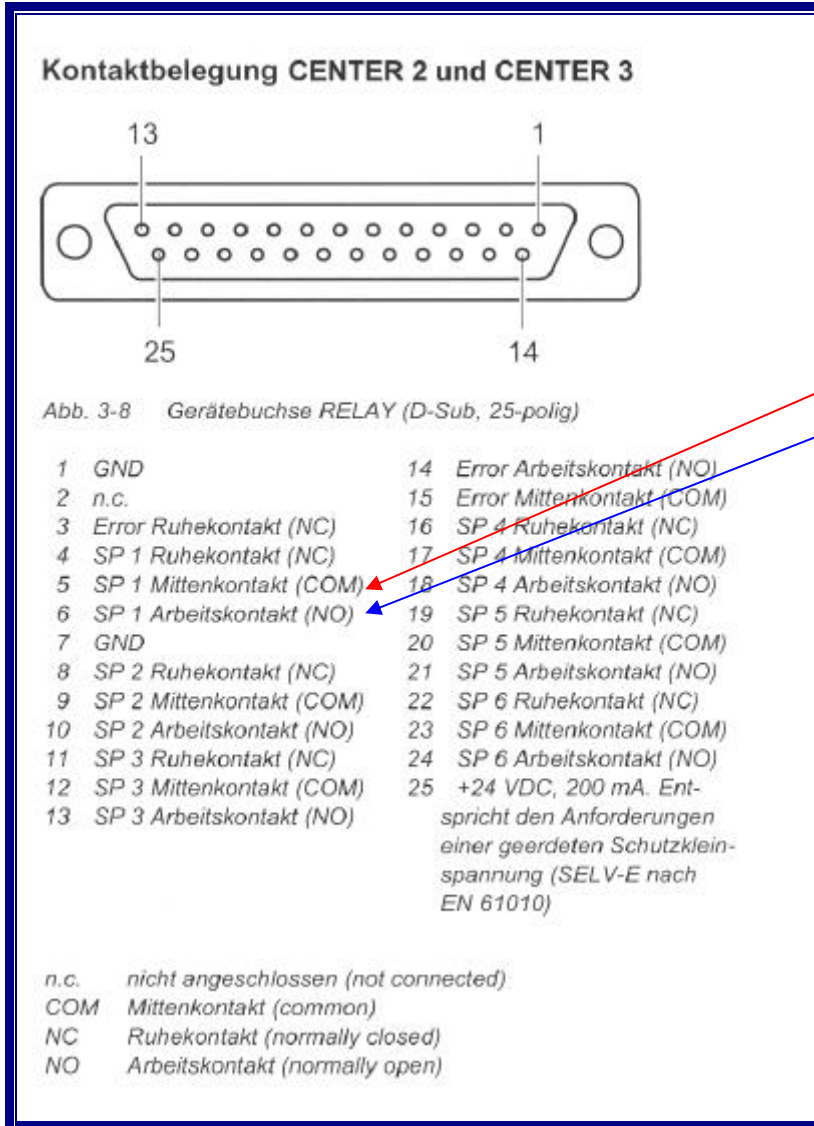 Kontaktbelegung CENTER 2 und CENTER 3
13 1
25 14
Abb. 3-8 Gerätebuchse RELAY (D-Sub, 25-polig)
1 GND
2 n.c.
3 Error Ruhekontakt (NC)
4 SP 1 Ruhekontakt (NC)
5 SP 1 Mittenkontakt (COM)
6 SP 1 Arbeitskontakt (NO)
7 GND
8 SP 2 Ruhekontakt (NC)
9 SP 2 Mittenkontakt (COM)
10 SP 2 Arbeitskontakt (NO)
11 SP 3 Ruhekontakt (NC)
12 SP 3 Mittenkontakt (COM)
13 SP 3 Arbeitskontakt (NO)
14 Error Arbeitskontakt (NO)
15 Error Mittenkontakt (COM)
16 SP 4 Ruhekontakt (NC)
17 SP 4 Mittenkontakt (COM)
18 SP 4 Arbeitskontakt (NO)
19 SP 5 Ruhekontakt (NC)
20 SP 5 Mittenkontakt (COM)
21 SP 5 Arbeitskontakt (NO)
22 SP 6 Ruhekontakt (NC)
23 SP 6 Mittenkontakt (COM)
24 SP 6 Arbeitskontakt (NO)
25 +24 VDC, 200 mA. Ent-
spricht den Anforderungen
einer geerdeten Schutzklein-
spannung (SELV-E nach
EN 61010)
n.c. nicht angeschlossen (not connected)
COM Mittenkontakt (common)
NC Ruhekontakt (normally closed)
NO Arbeitskontakt (normally open)